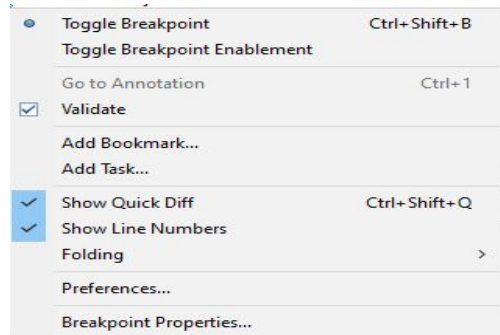 Toggle Breakpoint Ctrl+Shift+B
Toggle Breakpoint Enablement
Go to Annotation Ctrl+1
Validate
Add Bookmark...
Add Task...
Show Quick Diff Ctrl+Shift+Q
Show Line Numbers
Folding
Preferences...
Breakpoint Properties...